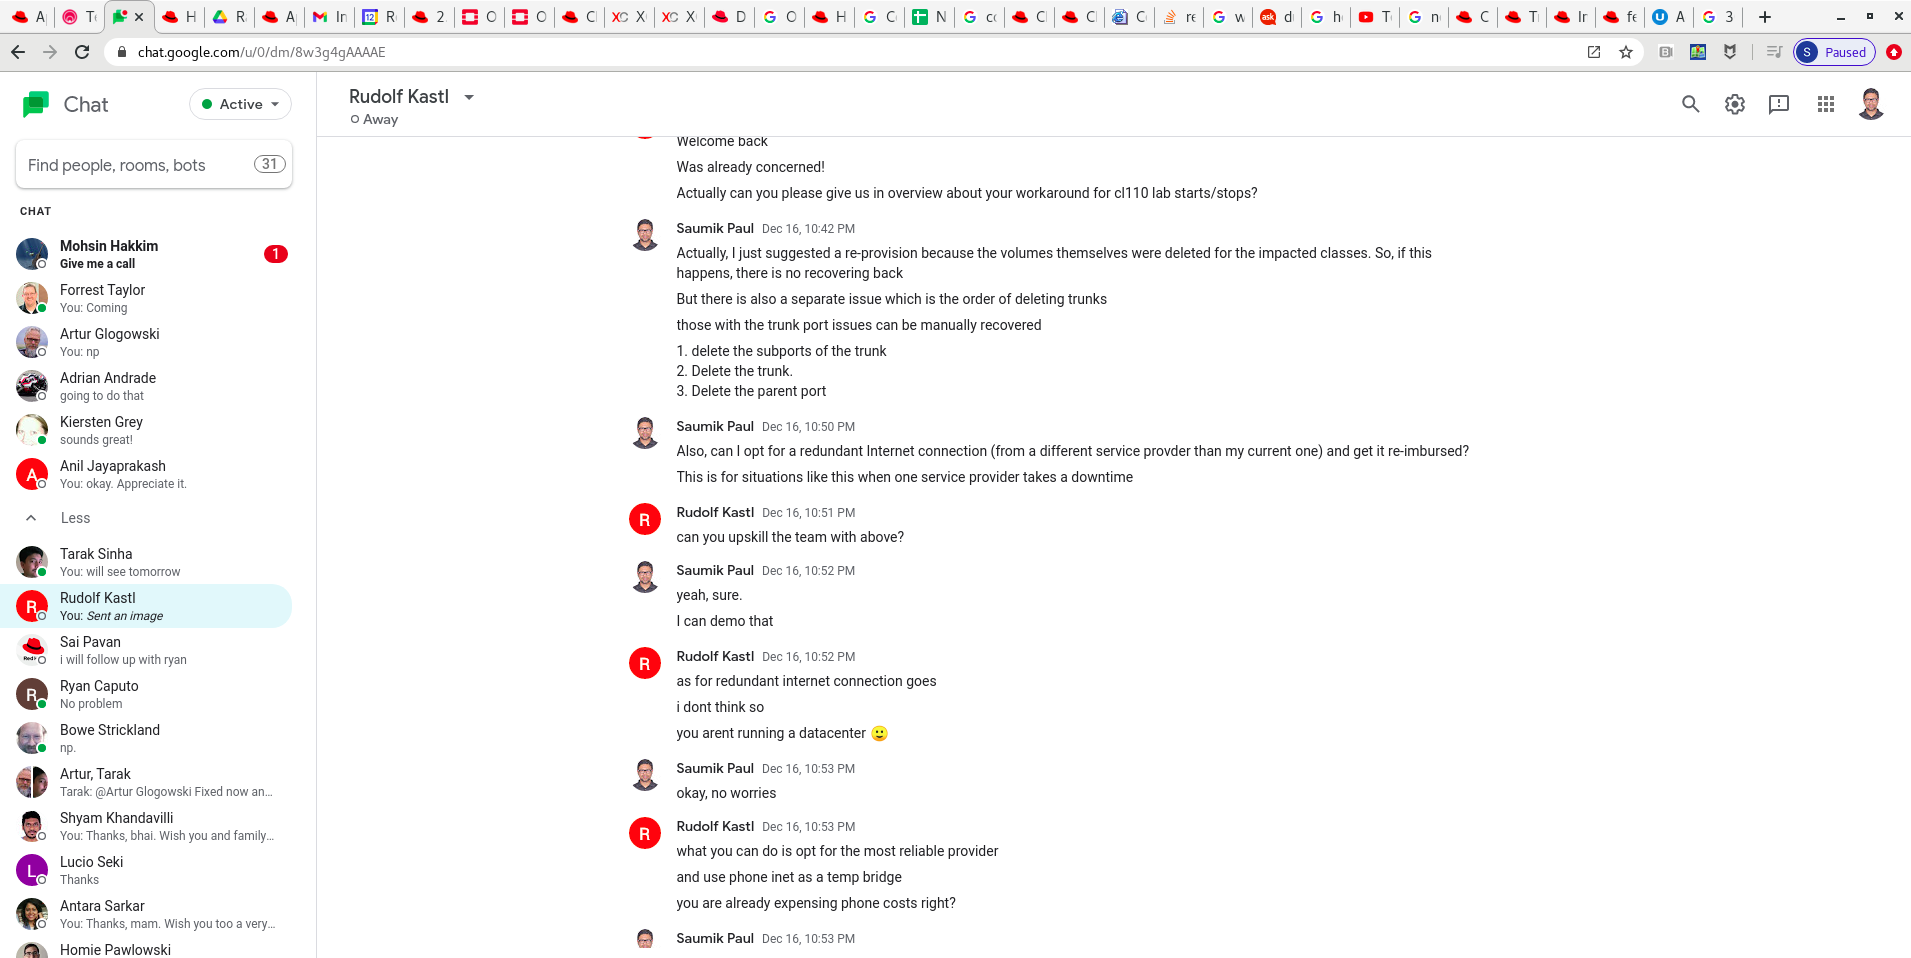 A
T
H
R
A
In
R
2
O
O
C
X
X
D
O
H
C
N
co
C
C
C
re
w
d
h
T
n
C
T
In
fe
A
3
chat.google.com/u/0/dm/8w3g4gAAAAE
S Paused
Chat
Active
Find people, rooms, bots 31
CHAT
Mohsin Hakkim
Give me a call
1
Forrest Taylor
You: Coming
Artur Glogowski
You: np
Adrian Andrade
going to do that
Kiersten Grey
sounds great!
A
Anil Jayaprakash
You: okay. Appreciate it.
Less
Tarak Sinha
You: will see tomorrow
R
Rudolf Kastl
You: Sent an image
Sai Pavan
i will follow up with ryan
R
Ryan Caputo
No problem
Bowe Strickland
np.
Artur, Tarak
Tarak: @Artur Glogowski Fixed now an...
Shyam Khandavilli
You: Thanks, bhai. Wish you and family...
L
Lucio Seki
Thanks
Antara Sarkar
You: Thanks, mam. Wish you too a very...
Homie Pawlowski
Rudolf Kastl
Away
Welcome back
Was already concerned!
Actually can you please give us in overview about your workaround for cl110 lab starts/stops?
Saumik Paul Dec 16, 10:42 PM
Actually, I just suggested a re-provision because the volumes themselves were deleted for the impacted classes. So, if this
happens, there is no recovering back
But there is also a separate issue which is the order of deleting trunks
those with the trunk port issues can be manually recovered
1. delete the subports of the trunk
2. Delete the trunk.
3. Delete the parent port
Saumik Paul Dec 16, 10:50 PM
Also, can I opt for a redundant Internet connection (from a different service provder than my current one) and get it re-imbursed?
This is for situations like this when one service provider takes a downtime
R
Rudolf Kastl Dec 16, 10:51 PM
can you upskill the team with above?
Saumik Paul Dec 16, 10:52 PM
yeah, sure.
I can demo that
R
Rudolf Kastl Dec 16, 10:52 PM
as for redundant internet connection goes
i dont think so
you arent running a datacenter 🙂
Saumik Paul Dec 16, 10:53 PM
okay, no worries
R
Rudolf Kastl Dec 16, 10:53 PM
what you can do is opt for the most reliable provider
and use phone inet as a temp bridge
you are already expensing phone costs right?
Saumik Paul Dec 16, 10:53 PM